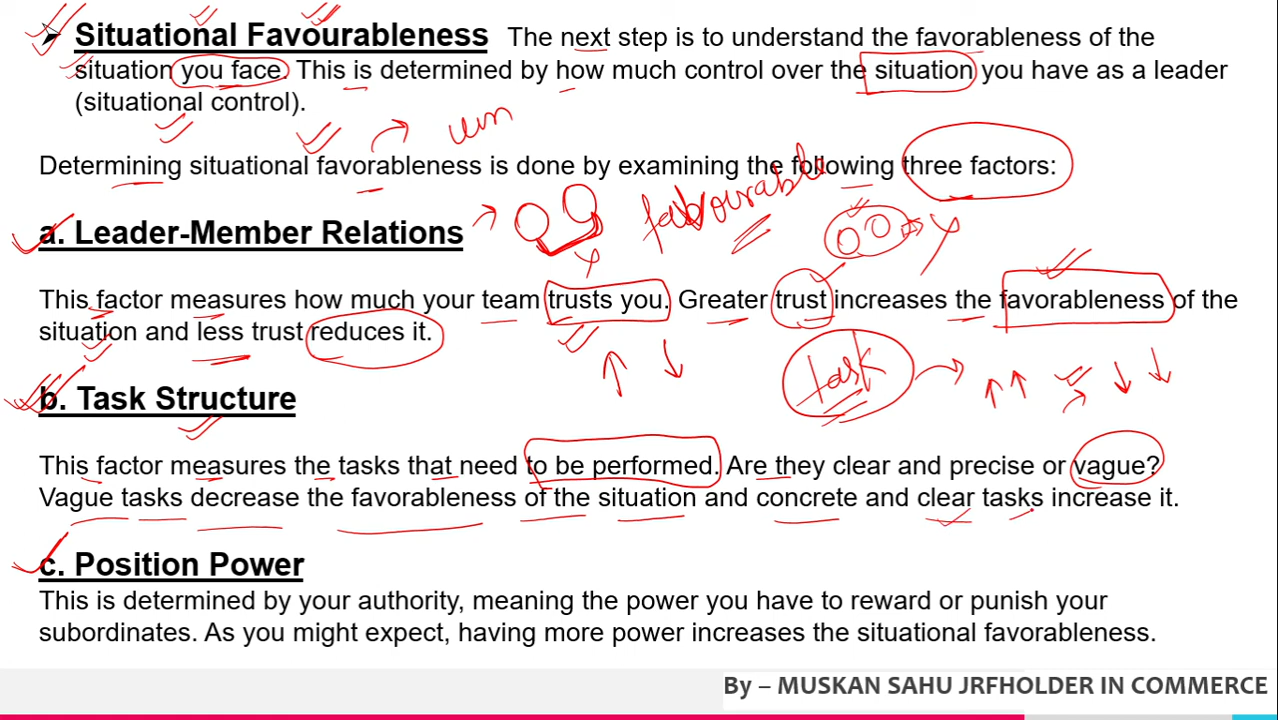 Situational Favourableness The next step is to understand the favorableness of the
situation you face. This is determined by how much control over the situation you have as a leader
(situational control).
Determining situational favorableness is done by examining the following three factors:
favourable
a. Leader-Member Relations
This factor measures how much your team trusts you. Greater trust increases the favorableness of the
situation and less trust reduces it.
task
b. Task Structure
This factor measures the tasks that need to be performed. Are they clear and precise or vague?
Vague tasks decrease the favorableness of the situation and concrete and clear tasks increase it.
c. Position Power
This is determined by your authority, meaning the power you have to reward or punish your
subordinates. As you might expect, having more power increases the situational favorableness.
By – MUSKAN SAHU JRFHOLDER IN COMMERCE